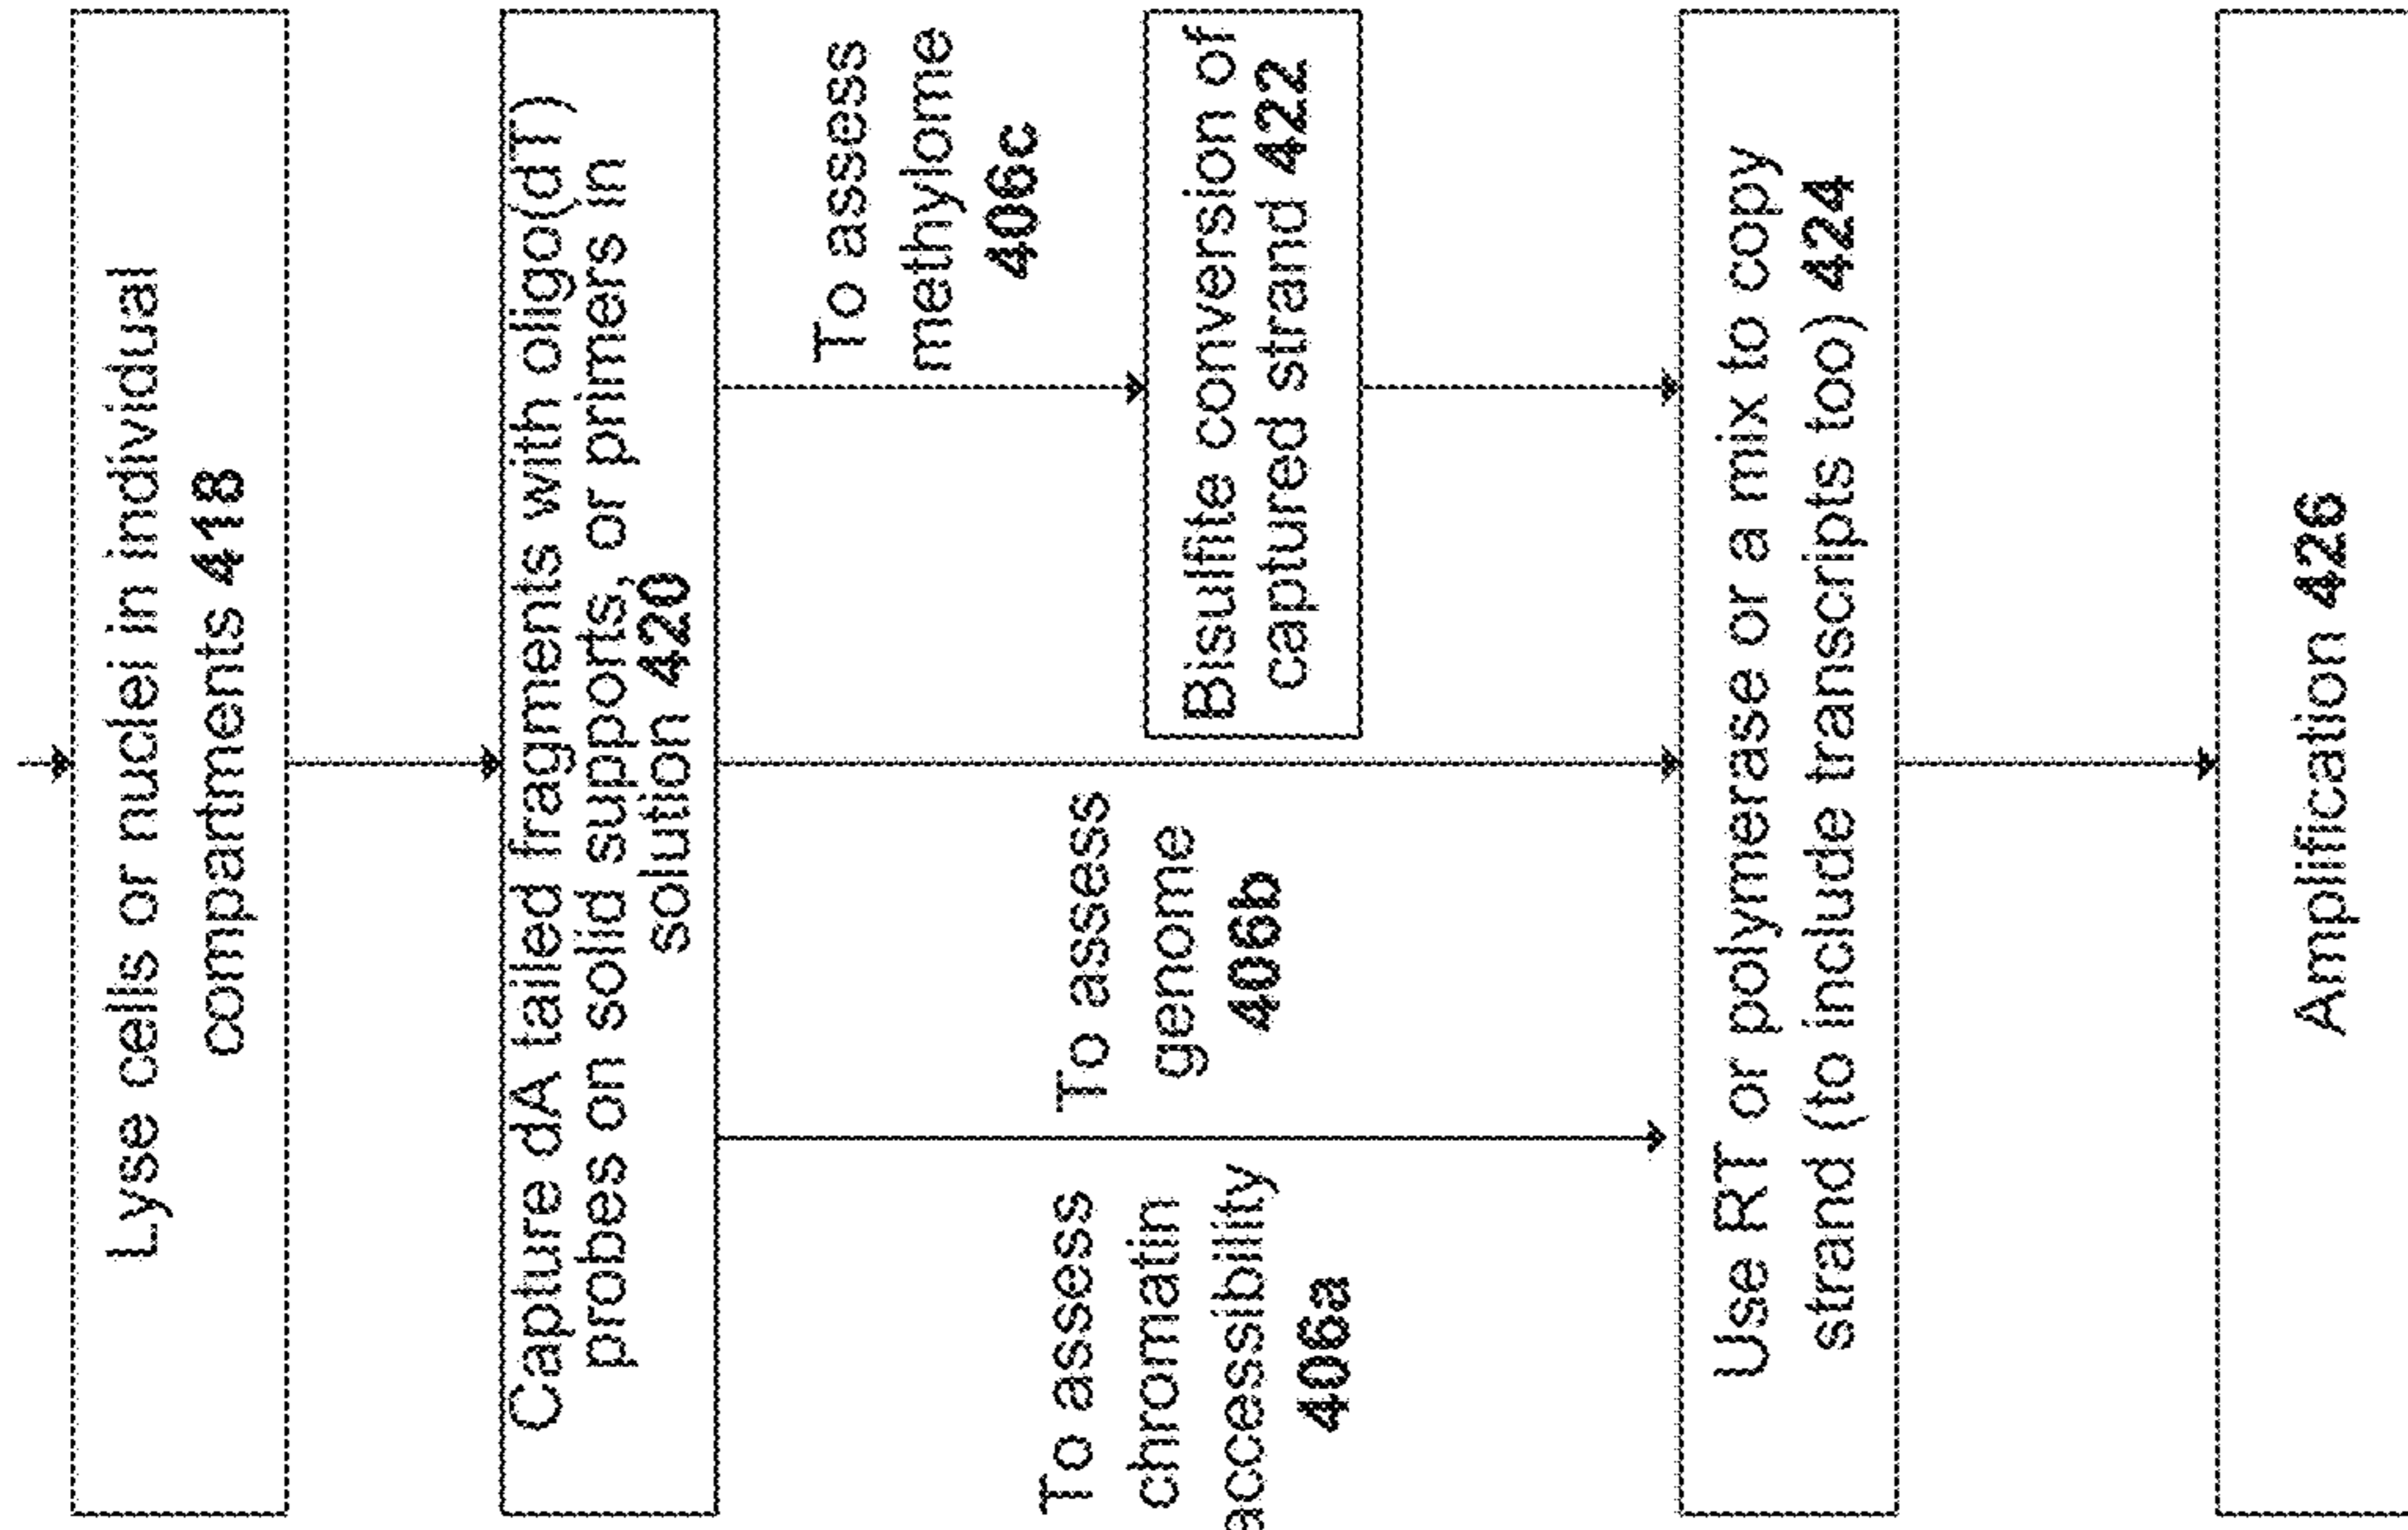 Lyse cells or nuclei in individual
compartments 418
Capture dA tailed fragments with oligo(dT)
probes on solid supports, or primers in
solution 420
To assess
chromatin
accessibility
406a
To assess
genome
406b
To assess
methylome
406c
Bisulfite conversion of
captured strand 422
Use RT or polymerase or a mix to copy
strand (to include transcripts too) 424
Amplification 426